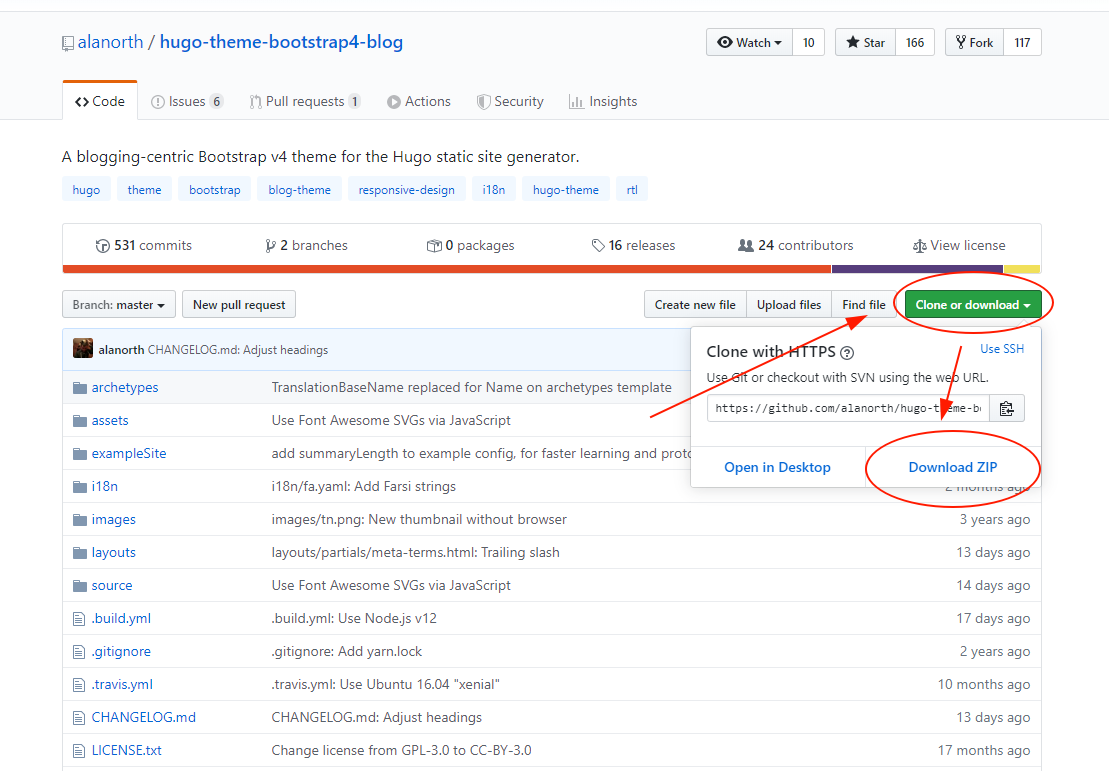 alanorth / hugo-theme-bootstrap4-blog
Watch 10 Star 166 Fork 117
Code Issues 6 Pull requests 1 Actions Security Insights
A blogging-centric Bootstrap v4 theme for the Hugo static site generator.
hugo theme bootstrap blog-theme responsive-design i18n hugo-theme rtl
531 commits 2 branches 0 packages 16 releases 24 contributors View license
Branch: master New pull request Create new file Upload files Find file Clone or download
alanorth CHANGELOG.md: Adjust headings
Clone with HTTPS ? Use SSH
Use Git or checkout with SVN using the web URL.
https://github.com/alanorth/hugo-theme-b
Open in Desktop Download ZIP
archetypes TranslationBaseName replaced for Name on archetypes template
assets Use Font Awesome SVGs via JavaScript
exampleSite add summaryLength to example config, for faster learning and proto
i18n i18n/fa.yaml: Add Farsi strings 2 months ago
images images/tn.png: New thumbnail without browser 3 years ago
layouts layouts/partials/meta-terms.html: Trailing slash 13 days ago
source Use Font Awesome SVGs via JavaScript 14 days ago
.build.yml .build.yml: Use Node.js v12 17 days ago
.gitignore .gitignore: Add yarn.lock 2 years ago
.travis.yml .travis.yml: Use Ubuntu 16.04 "xenial" 10 months ago
CHANGELOG.md CHANGELOG.md: Adjust headings 13 days ago
LICENSE.txt Change license from GPL-3.0 to CC-BY-3.0 17 months ago